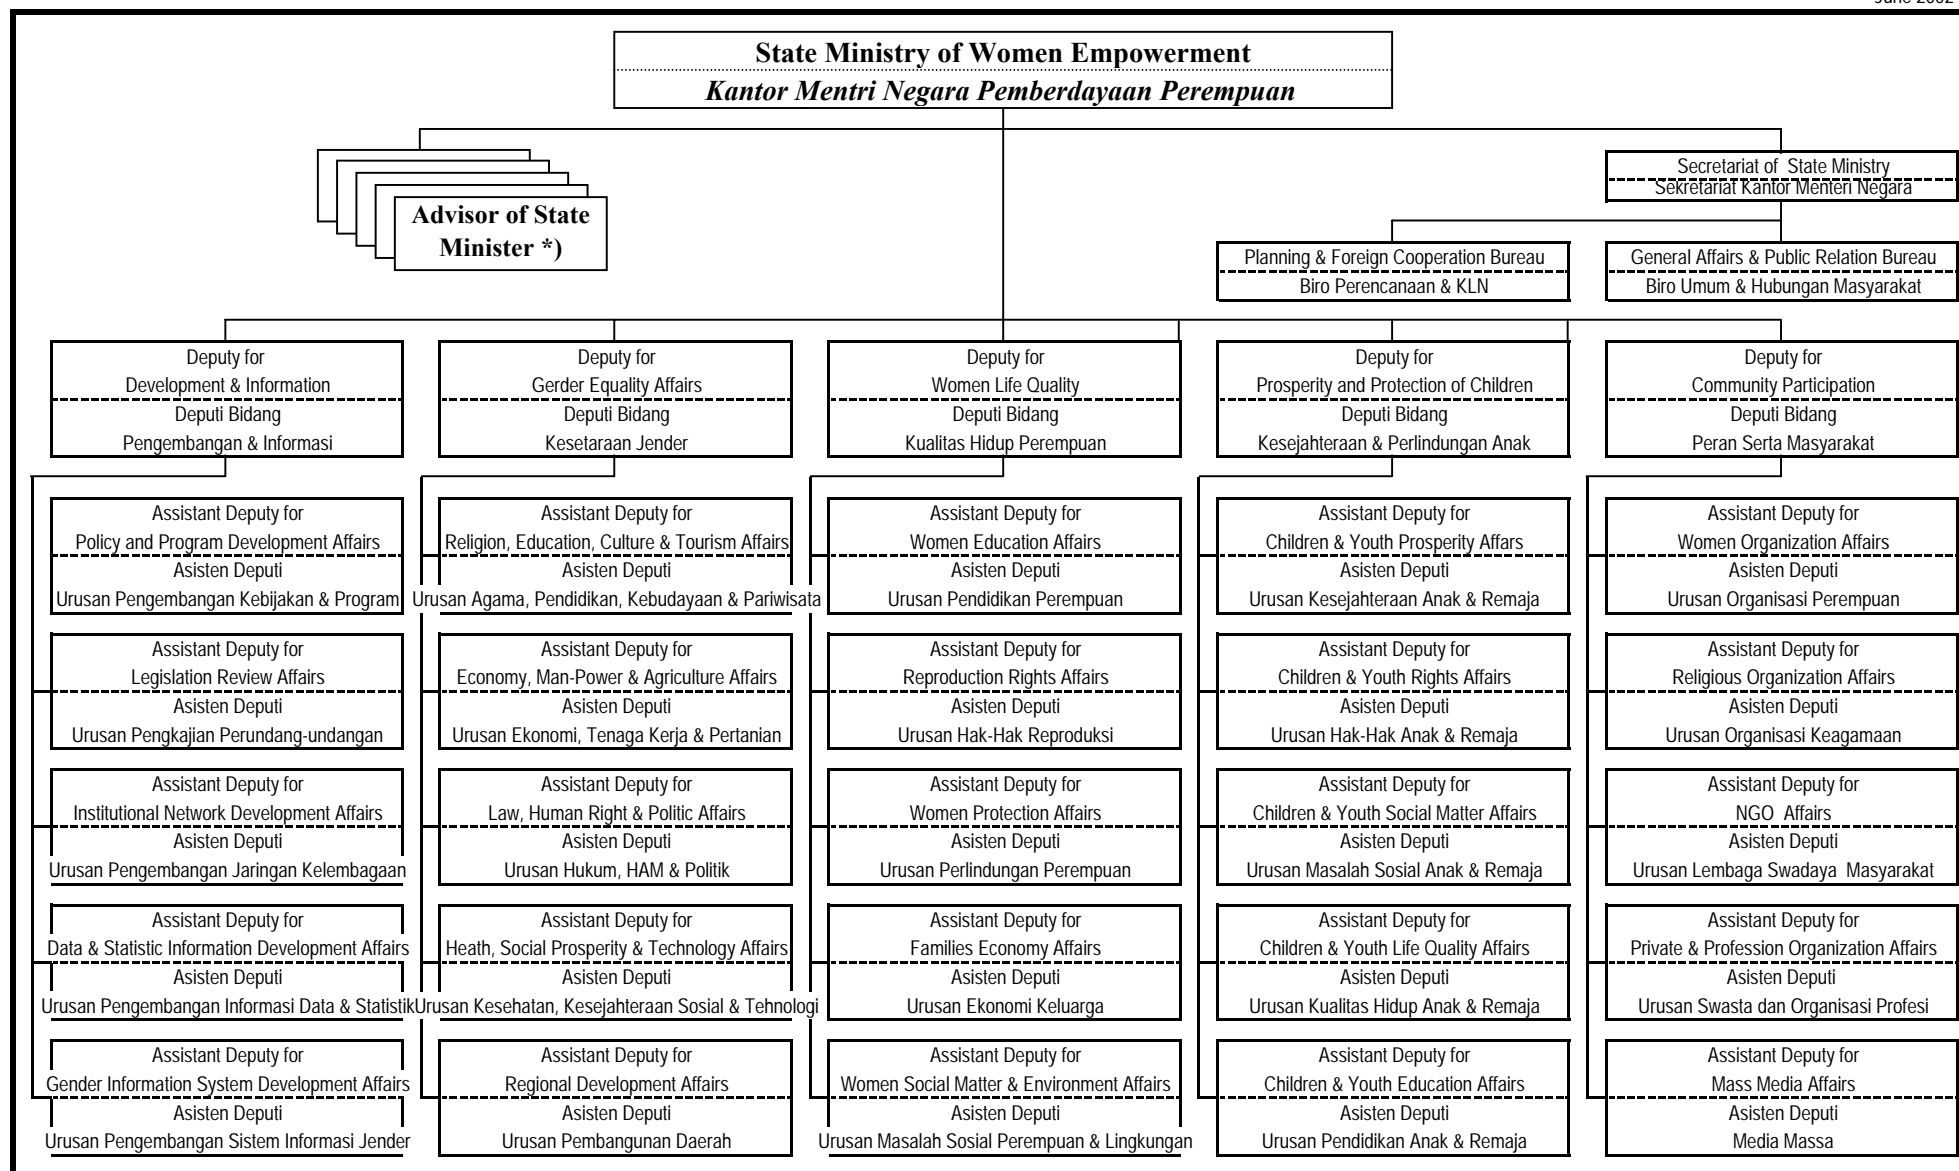 June 2002
State Ministry of Women Empowerment
Kantor Mentri Negara Pemberdayaan Perempuan
Secretariat of State Ministry
Sekretariat Kantor Menteri Negara
Advisor of State
Minister *)
Planning & Foreign Cooperation Bureau
Biro Perencanaan & KLN
General Affairs & Public Relation Bureau
Biro Umum & Hubungan Masyarakat
Deputy for
Development & Information
Deputi Bidang
Pengembangan & Informasi
Deputy for
Gerder Equality Affairs
Deputi Bidang
Kesetaraan Jender
Deputy for
Women Life Quality
Deputi Bidang
Kualitas Hidup Perempuan
Deputy for
Prosperity and Protection of Children
Deputi Bidang
Kesejahteraan & Perlindungan Anak
Deputy for
Community Participation
Deputi Bidang
Peran Serta Masyarakat
Assistant Deputy for
Policy and Program Development Affairs
Asisten Deputi
Urusan Pengembangan Kebijakan & Program
Assistant Deputy for
Religion, Education, Culture & Tourism Affairs
Asisten Deputi
Urusan Agama, Pendidikan, Kebudayaan & Pariwisata
Assistant Deputy for
Women Education Affairs
Asisten Deputi
Urusan Pendidikan Perempuan
Assistant Deputy for
Children & Youth Prosperity Affars
Asisten Deputi
Urusan Kesejahteraan Anak & Remaja
Assistant Deputy for
Women Organization Affairs
Asisten Deputi
Urusan Organisasi Perempuan
Assistant Deputy for
Legislation Review Affairs
Asisten Deputi
Urusan Pengkajian Perundang-undangan
Assistant Deputy for
Economy, Man-Power & Agriculture Affairs
Asisten Deputi
Urusan Ekonomi, Tenaga Kerja & Pertanian
Assistant Deputy for
Reproduction Rights Affairs
Asisten Deputi
Urusan Hak-Hak Reproduksi
Assistant Deputy for
Children & Youth Rights Affairs
Asisten Deputi
Urusan Hak-Hak Anak & Remaja
Assistant Deputy for
Religious Organization Affairs
Asisten Deputi
Urusan Organisasi Keagamaan
Assistant Deputy for
Institutional Network Development Affairs
Asisten Deputi
Urusan Pengembangan Jaringan Kelembagaan
Assistant Deputy for
Law, Human Right & Politic Affairs
Asisten Deputi
Urusan Hukum, HAM & Politik
Assistant Deputy for
Women Protection Affairs
Asisten Deputi
Urusan Perlindungan Perempuan
Assistant Deputy for
Children & Youth Social Matter Affairs
Asisten Deputi
Urusan Masalah Sosial Anak & Remaja
Assistant Deputy for
NGO Affairs
Asisten Deputi
Urusan Lembaga Swadaya Masyarakat
Assistant Deputy for
Data & Statistic Information Development Affairs
Asisten Deputi
Urusan Pengembangan Informasi Data & Statistik
Assistant Deputy for
Heath, Social Prosperity & Technology Affairs
Asisten Deputi
Urusan Kesehatan, Kesejahteraan Sosial & Tehnologi
Assistant Deputy for
Families Economy Affairs
Asisten Deputi
Urusan Ekonomi Keluarga
Assistant Deputy for
Children & Youth Life Quality Affairs
Asisten Deputi
Urusan Kualitas Hidup Anak & Remaja
Assistant Deputy for
Private & Profession Organization Affairs
Asisten Deputi
Urusan Swasta dan Organisasi Profesi
Assistant Deputy for
Gender Information System Development Affairs
Asisten Deputi
Urusan Pengembangan Sistem Informasi Jender
Assistant Deputy for
Regional Development Affairs
Asisten Deputi
Urusan Pembangunan Daerah
Assistant Deputy for
Women Social Matter & Environment Affairs
Asisten Deputi
Urusan Masalah Sosial Perempuan & Lingkungan
Assistant Deputy for
Children & Youth Education Affairs
Asisten Deputi
Urusan Pendidikan Anak & Remaja
Assistant Deputy for
Mass Media Affairs
Asisten Deputi
Media Massa